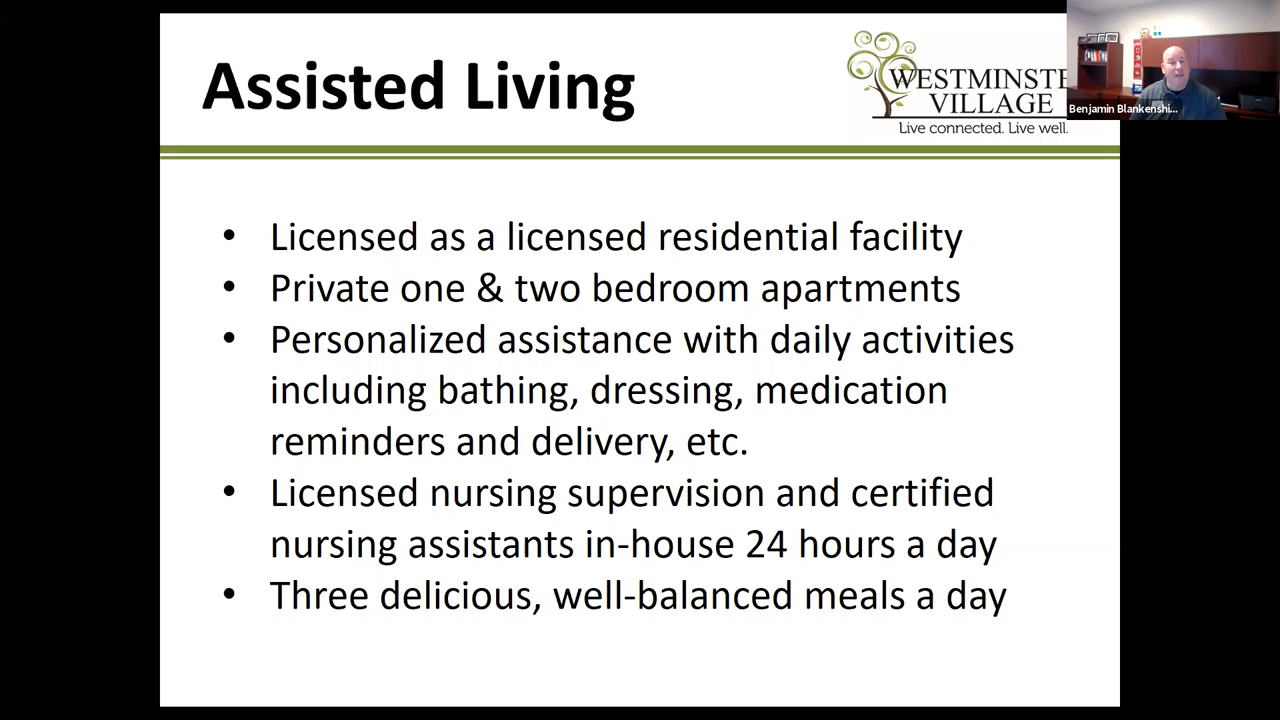 Assisted Living
WESTMINSTE
VILLAGE
Live connected. Live well.
Benjamin Blankenshi...
• Licensed as a licensed residential facility
• Private one & two bedroom apartments
• Personalized assistance with daily activities
including bathing, dressing, medication
reminders and delivery, etc.
• Licensed nursing supervision and certified
nursing assistants in-house 24 hours a day
• Three delicious, well-balanced meals a day